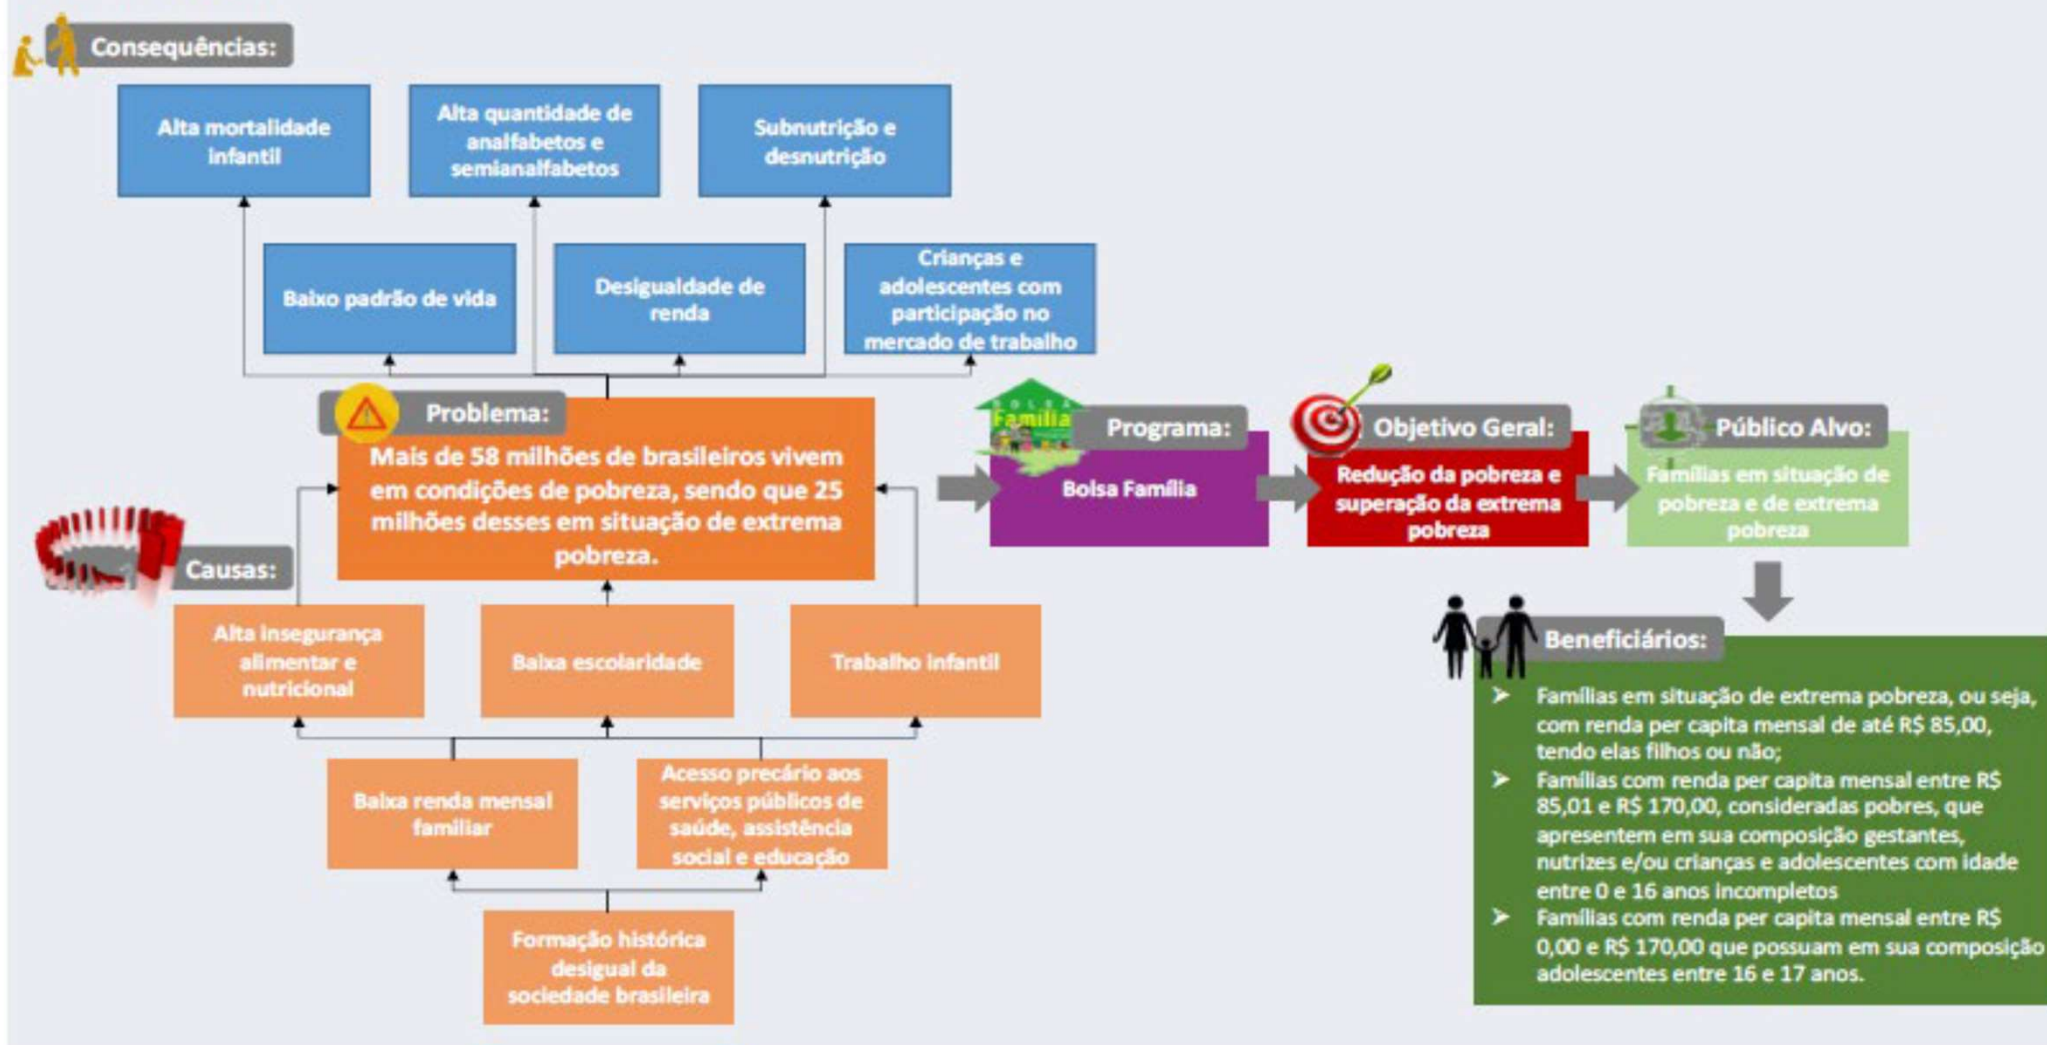 Consequências:
Alta mortalidade
infantil
Alta quantidade de
analfabetos e
semianalfabetos
Subnutrição e
desnutrição
Baixo padrão de vida
Desigualdade de
renda
Crianças e
adolescentes com
participação no
mercado de trabalho
Problema:
Mais de 58 milhões de brasileiros vivem
em condições de pobreza, sendo que 25
milhões desses em situação de extrema
pobreza.
BOLSA
Família
Programa:
Bolsa Família
Objetivo Geral:
Redução da pobreza e
superação da extrema
pobreza
Público Alvo:
Famílias em situação de
pobreza e de extrema
pobreza
Causas:
Alta insegurança
alimentar e
nutricional
Baixa escolaridade
Trabalho infantil
Baixa renda mensal
familiar
Acesso precário aos
serviços públicos de
saúde, assistência
social e educação
Formação histórica
desigual da
sociedade brasileira
Beneficiários:
➢ Famílias em situação de extrema pobreza, ou seja,
com renda per capita mensal de até R$ 85,00,
tendo elas filhos ou não;
➢ Famílias com renda per capita mensal entre R$
85,01 e R$ 170,00, consideradas pobres, que
apresentem em sua composição gestantes,
nutrizes e/ou crianças e adolescentes com idade
entre 0 e 16 anos incompletos
➢ Famílias com renda per capita mensal entre R$
0,00 e R$ 170,00 que possuam em sua composição
adolescentes entre 16 e 17 anos.